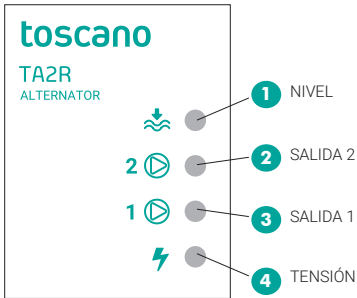 toscano
TA2R
ALTERNATOR
1 NIVEL
2
2 SALIDA 2
1
3 SALIDA 1
4 TENSIÓN